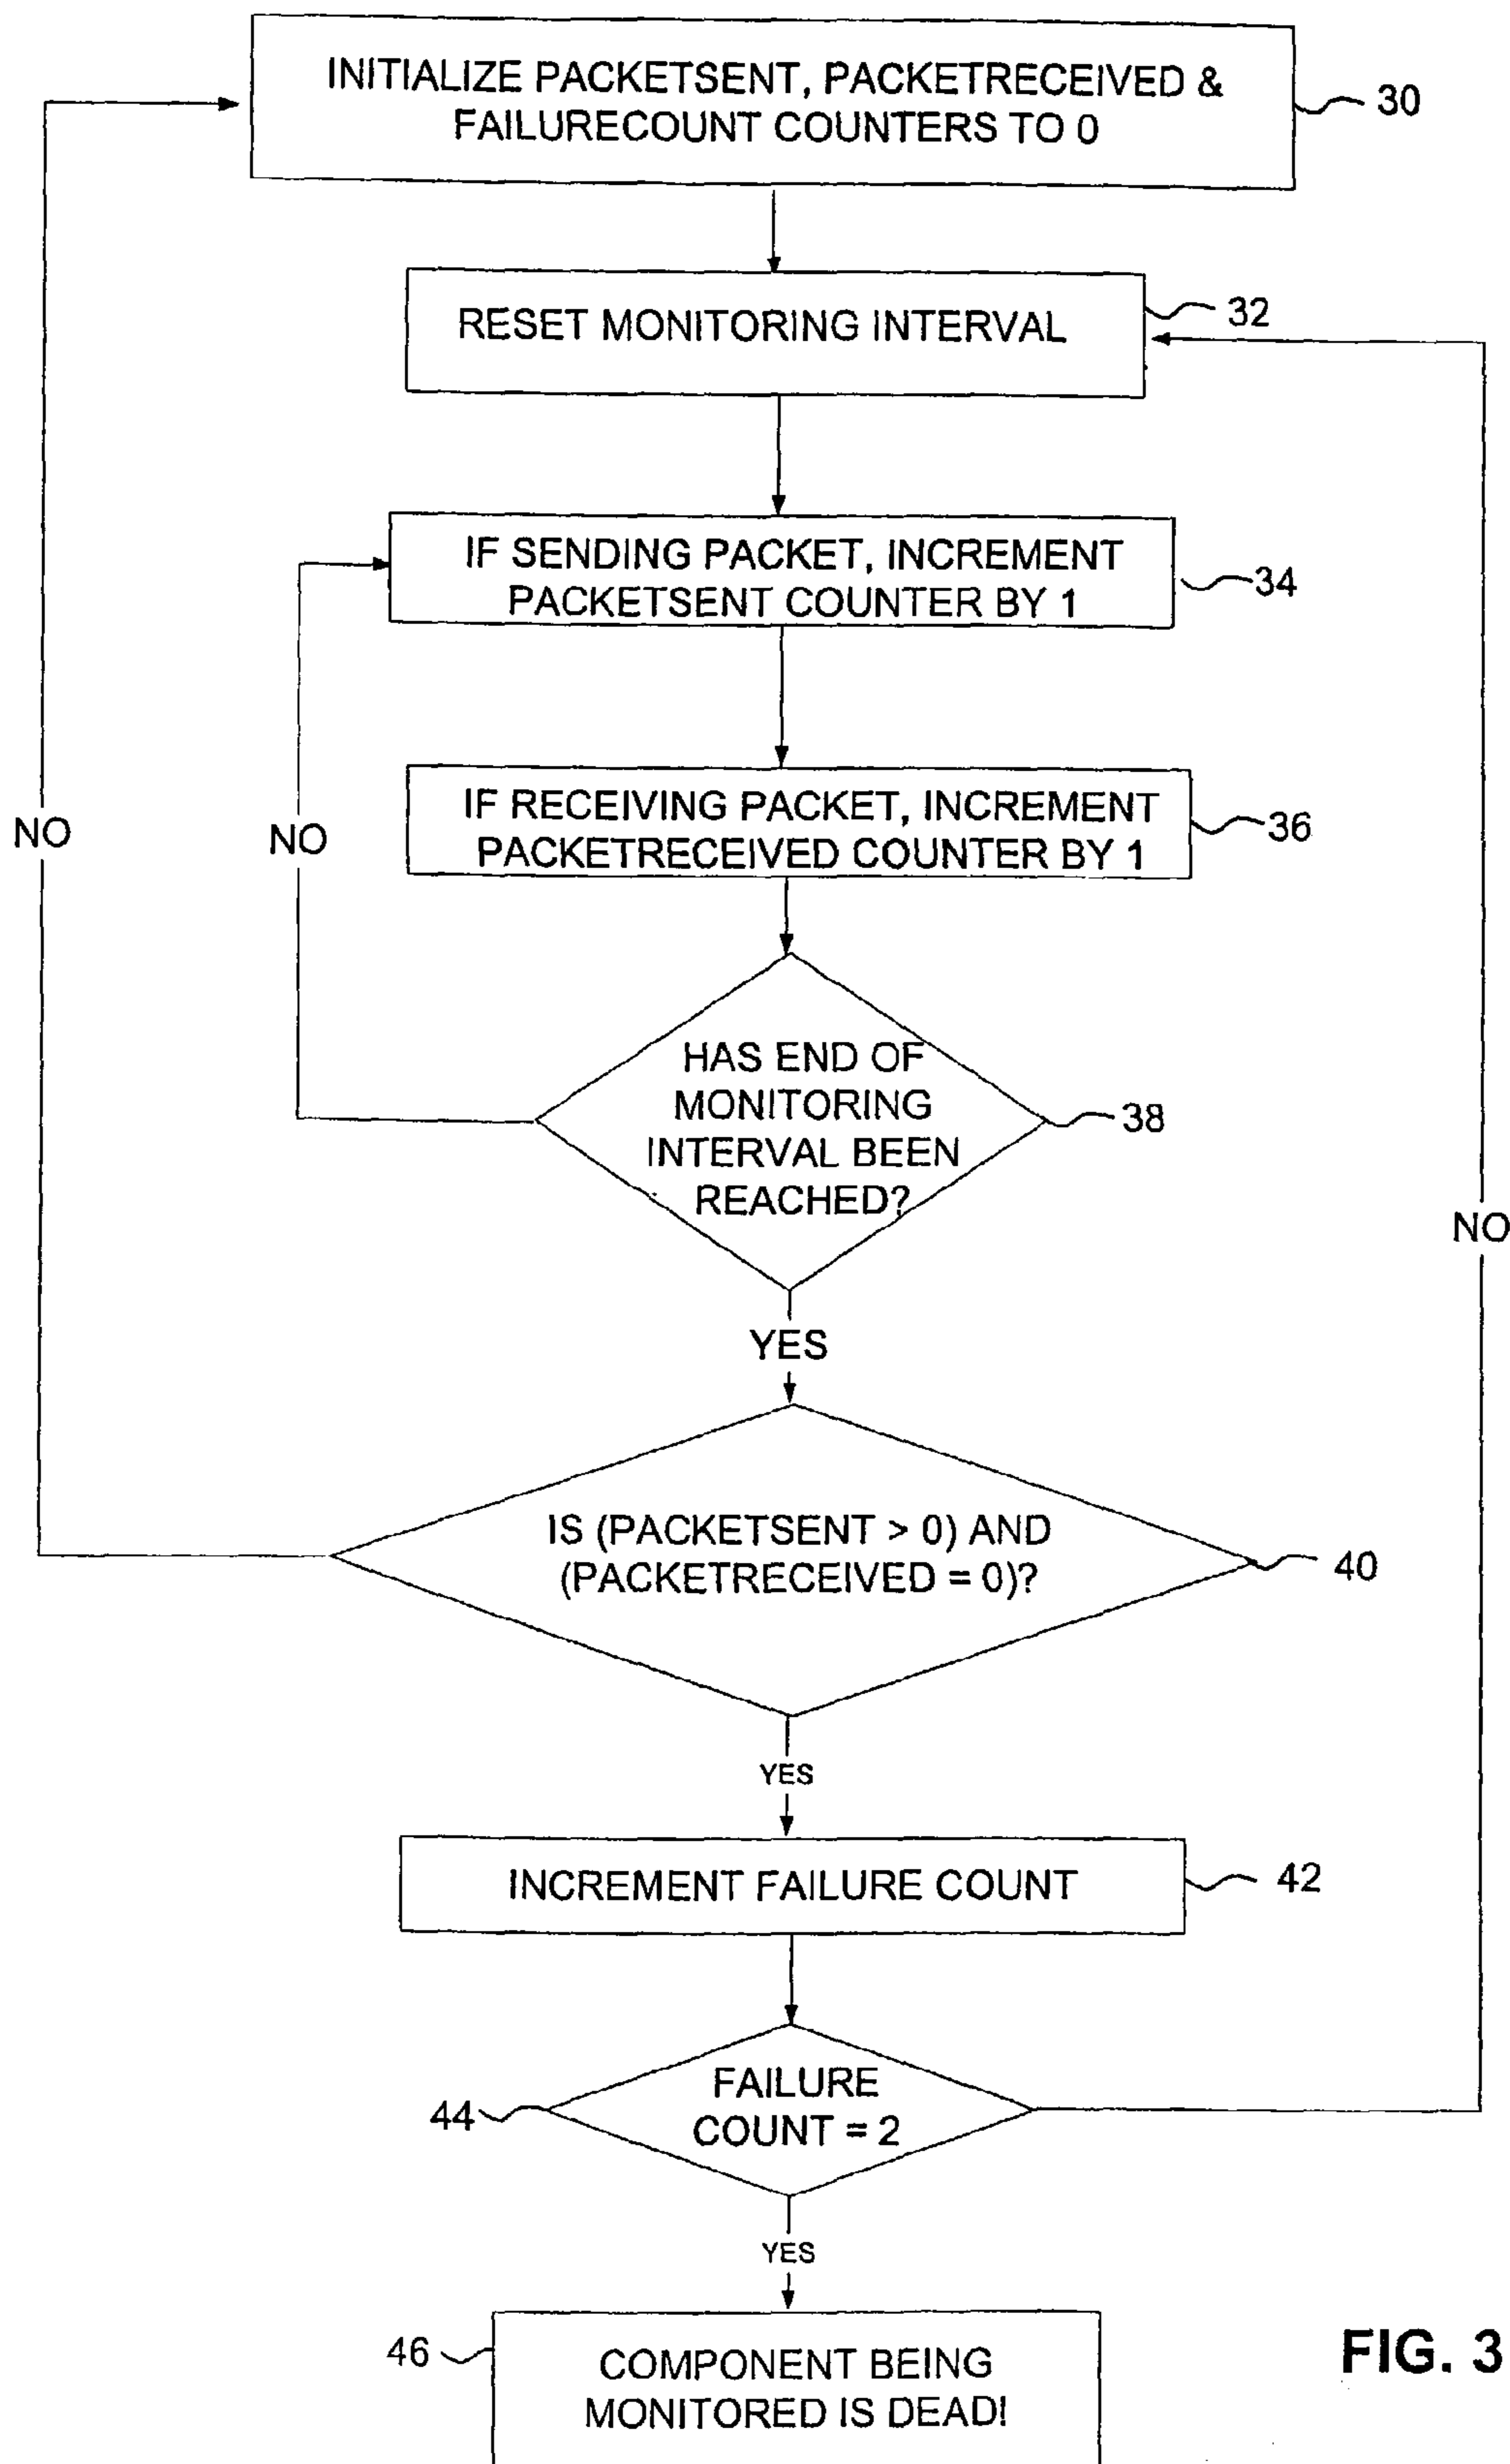 INITIALIZE PACKETSENT, PACKETRECEIVED &
FAILURECOUNT COUNTERS TO 0
30
RESET MONITORING INTERVAL
32
IF SENDING PACKET, INCREMENT
PACKETSENT COUNTER BY 1
34
IF RECEIVING PACKET, INCREMENT
PACKETRECEIVED COUNTER BY 1
36
NO
NO
HAS END OF
MONITORING
INTERVAL BEEN
REACHED?
38
NO
YES
IS (PACKETSENT > 0) AND
(PACKETRECEIVED = 0)?
40
YES
INCREMENT FAILURE COUNT
42
FAILURE
COUNT = 2
44
YES
COMPONENT BEING
MONITORED IS DEAD!
46
FIG. 3